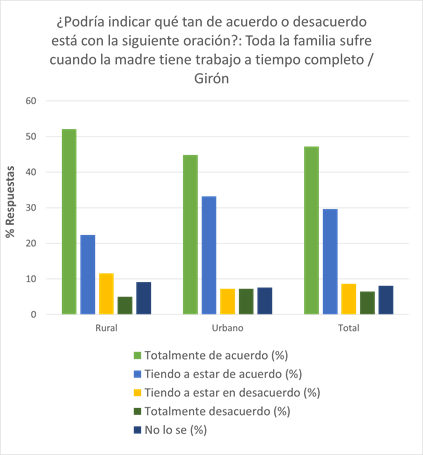 ¿Podría indicar qué tan de acuerdo o desacuerdo
está con la siguiente oración?: Toda la familia sufre
cuando la madre tiene trabajo a tiempo completo /
Girón
% Respuestas
60
50
40
30
20
10
0
Rural
Urbano
Total
Totalmente de acuerdo (%)
Tiendo a estar de acuerdo (%)
Tiendo a estar en desacuerdo (%)
Totalmente desacuerdo (%)
No lo se (%)